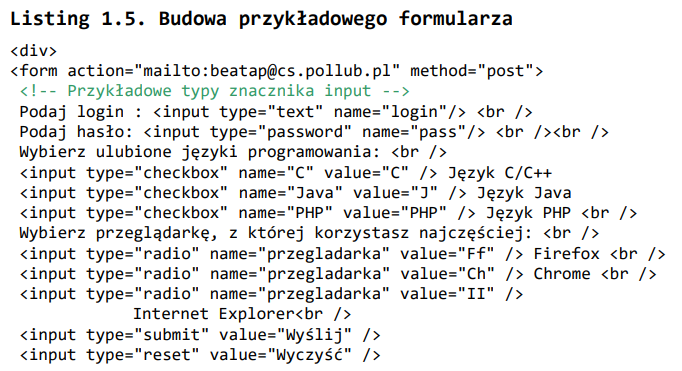 Listing 1.5. Budowa przykładowego formularza
<div>
<form action="mailto:beatap@cs.pollub.pl" method="post">
<!-- Przykładowe typy znacznika input -->
Podaj login : <input type="text" name="login"/> <br />
Podaj hasło: <input type="password" name="pass"/> <br /><br />
Wybierz ulubione języki programowania: <br />
<input type="checkbox" name="C" value="C" /> Język C/C++
<input type="checkbox" name="Java" value="J" /> Język Java
<input type="checkbox" name="PHP" value="PHP" /> Język PHP <br />
Wybierz przeglądarkę, z której korzystasz najczęściej: <br />
<input type="radio" name="przegladarka" value="Ff" /> Firefox <br />
<input type="radio" name="przegladarka" value="Ch" /> Chrome <br />
<input type="radio" name="przegladarka" value="II" />
Internet Explorer<br />
<input type="submit" value="Wyślij" />
<input type="reset" value="Wyczyść" />